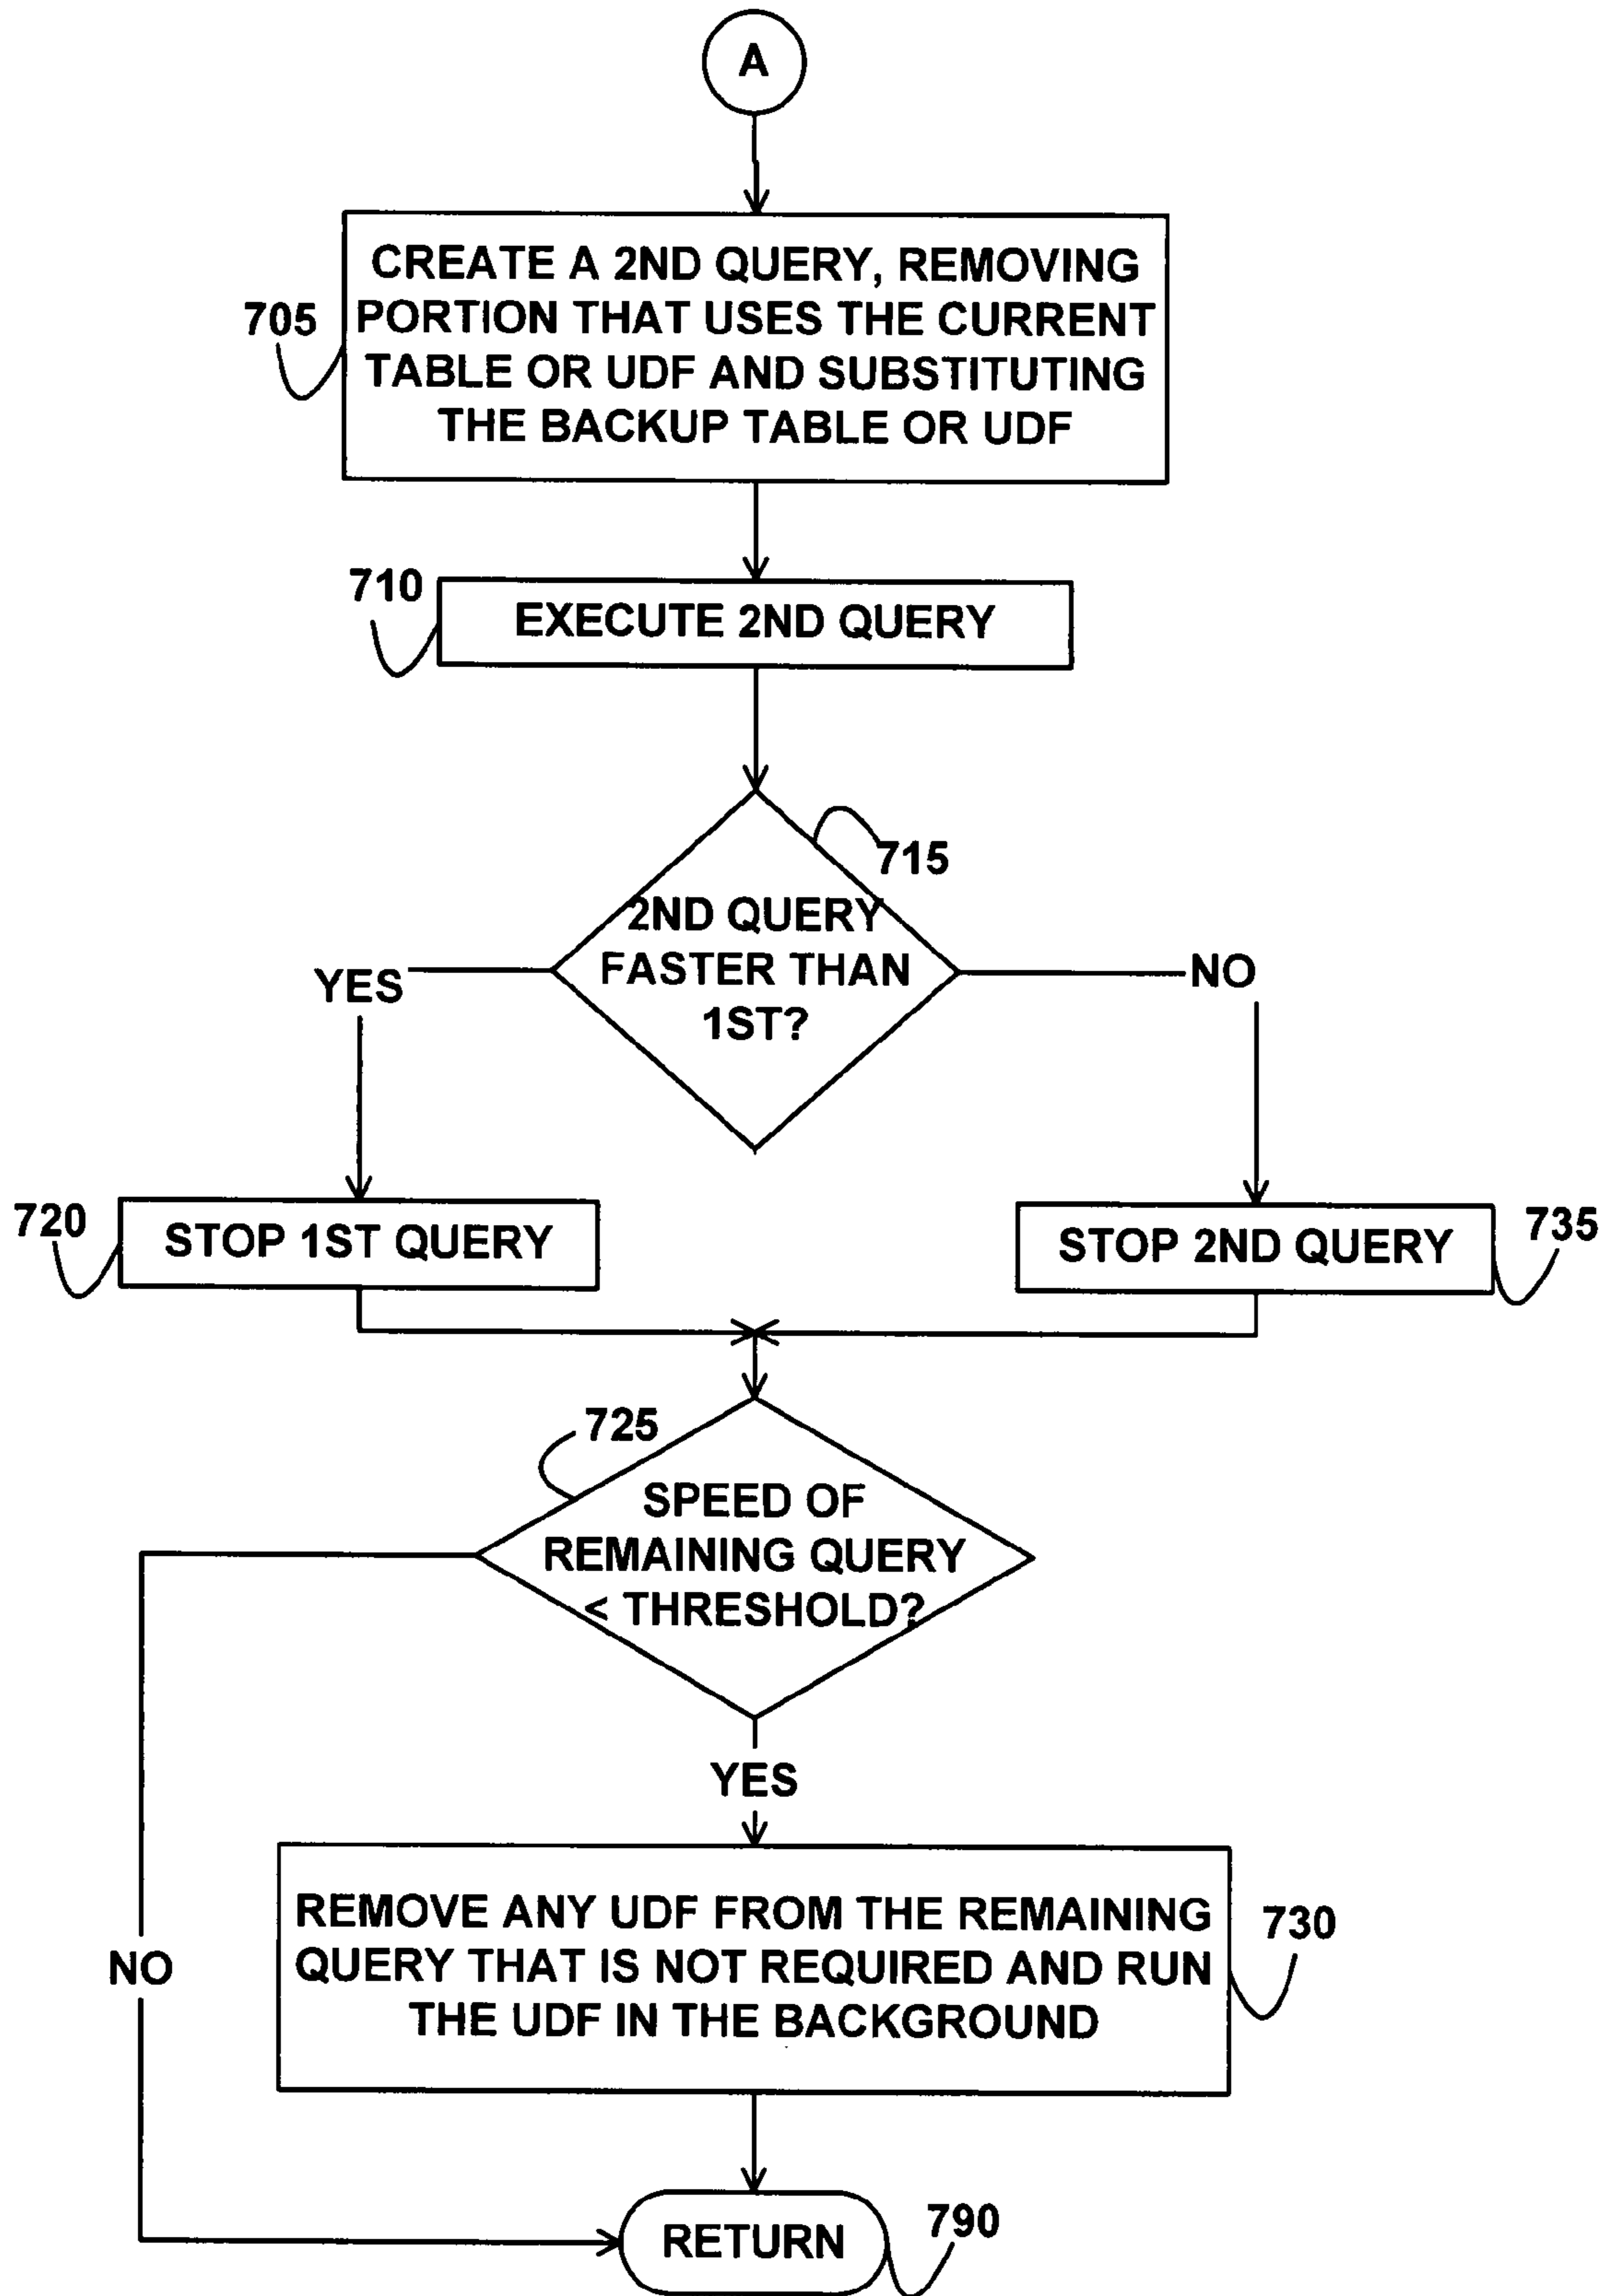 A
CREATE A 2ND QUERY, REMOVING
PORTION THAT USES THE CURRENT
TABLE OR UDF AND SUBSTITUTING
THE BACKUP TABLE OR UDF
705
710
EXECUTE 2ND QUERY
715
2ND QUERY
FASTER THAN
1ST?
YES
NO
720
STOP 1ST QUERY
STOP 2ND QUERY
735
725
SPEED OF
REMAINING QUERY
< THRESHOLD?
YES
NO
REMOVE ANY UDF FROM THE REMAINING
QUERY THAT IS NOT REQUIRED AND RUN
THE UDF IN THE BACKGROUND
730
RETURN
790